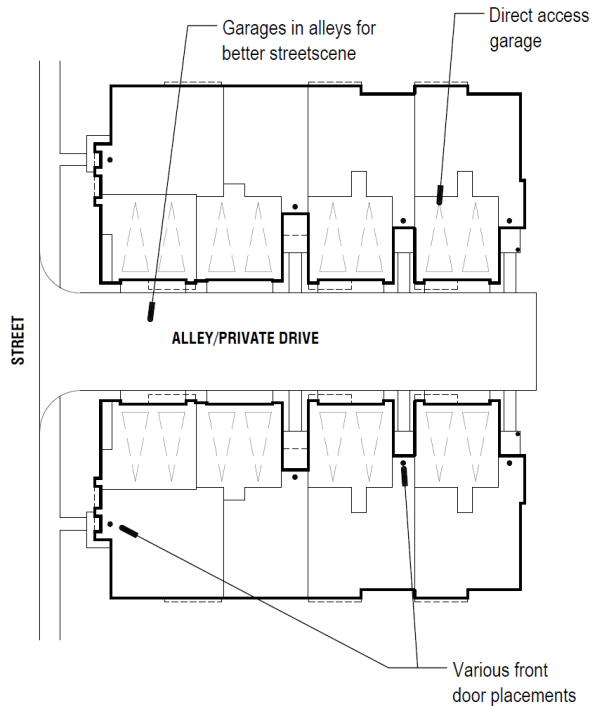 Garages in alleys for
better streetscene
Direct access
garage
STREET
ALLEY/PRIVATE DRIVE
Various front
door placements